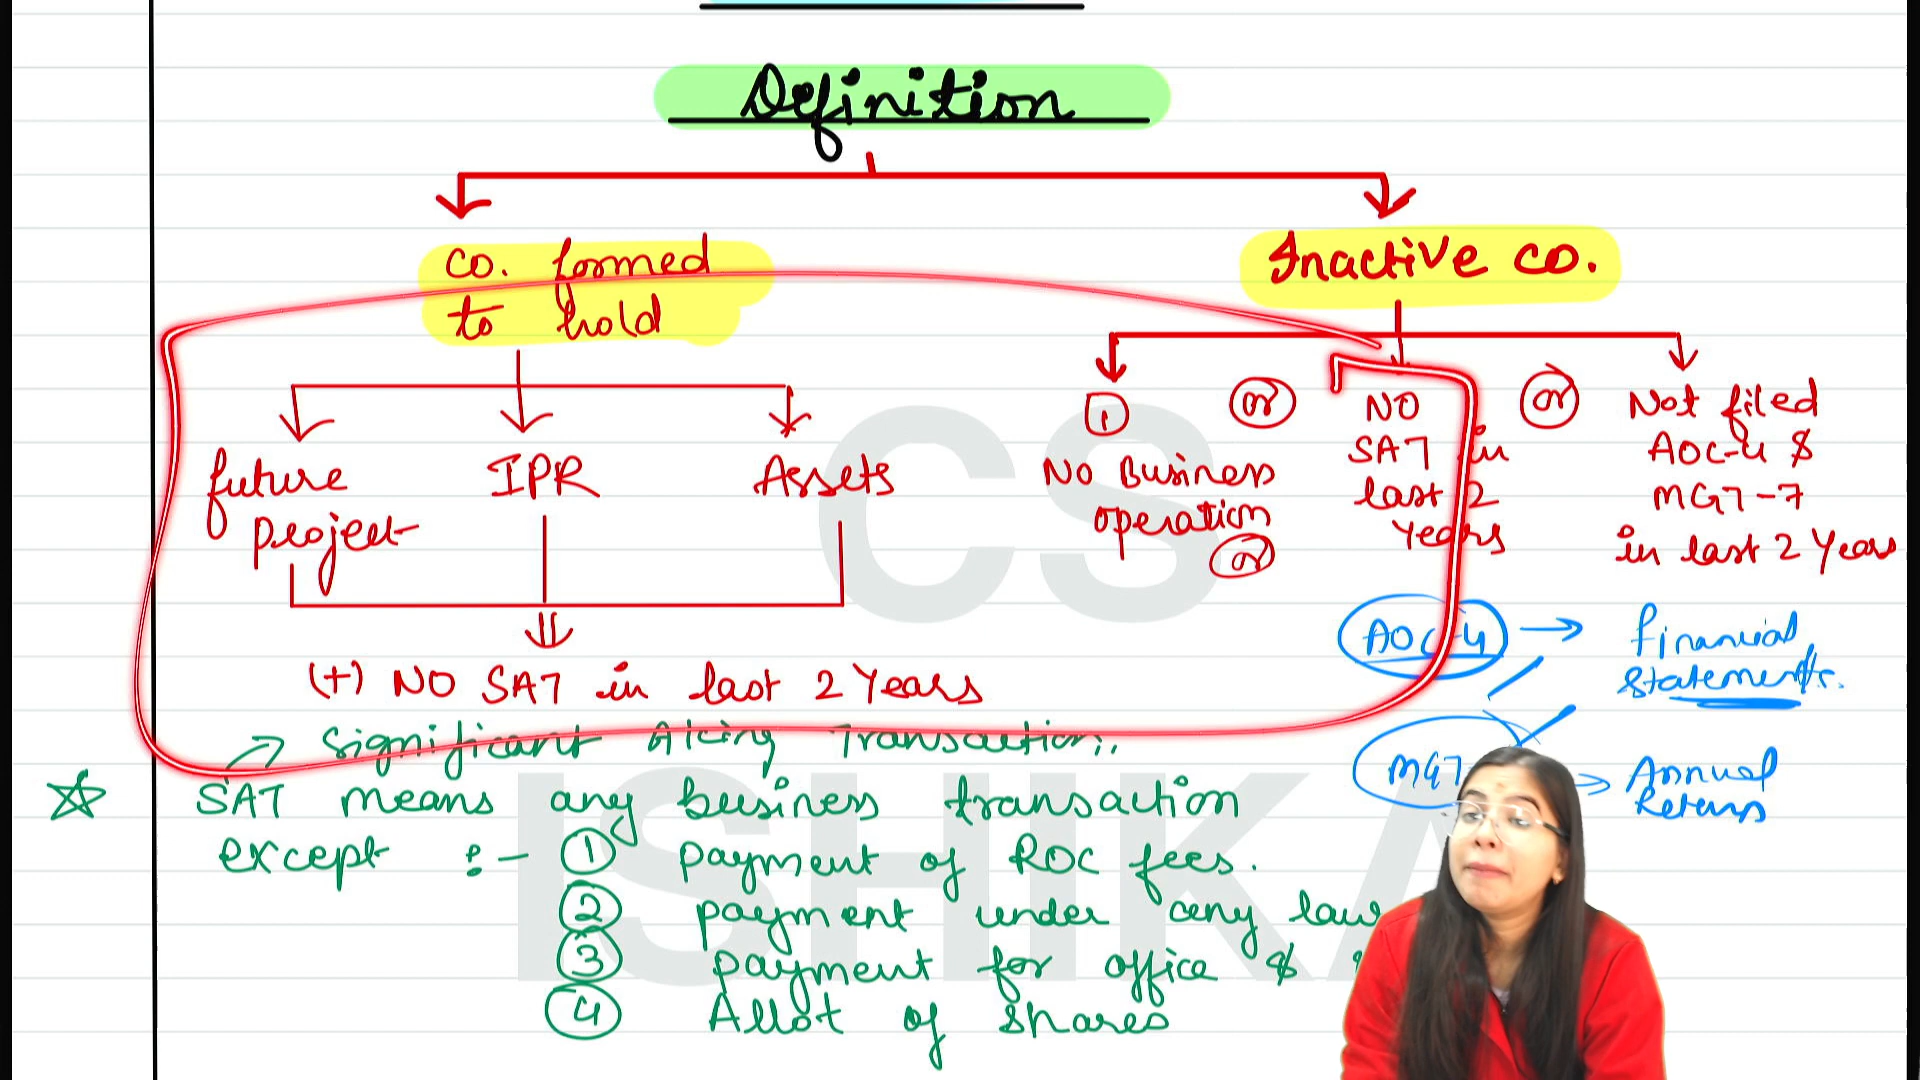 Definition
co. formed
to hold
Inactive co.
future
project
IPR
Assets
(+) NO SAT in last 2 Years
1
No Business
operation
or
or
NO
SAT in
last 2
Years
or
Not filed
AOC-4 &
MGT-7
in last 2 Years
AOC-4 → financial
statements.
MGT → Annual
Return
→ significant A/cing Transaction.
☆ SAT means any business transaction
except :- 1 payment of ROC fees.
2 payment under any law
3 payment for office &
4 Allot of shares
CS
ISHIKA